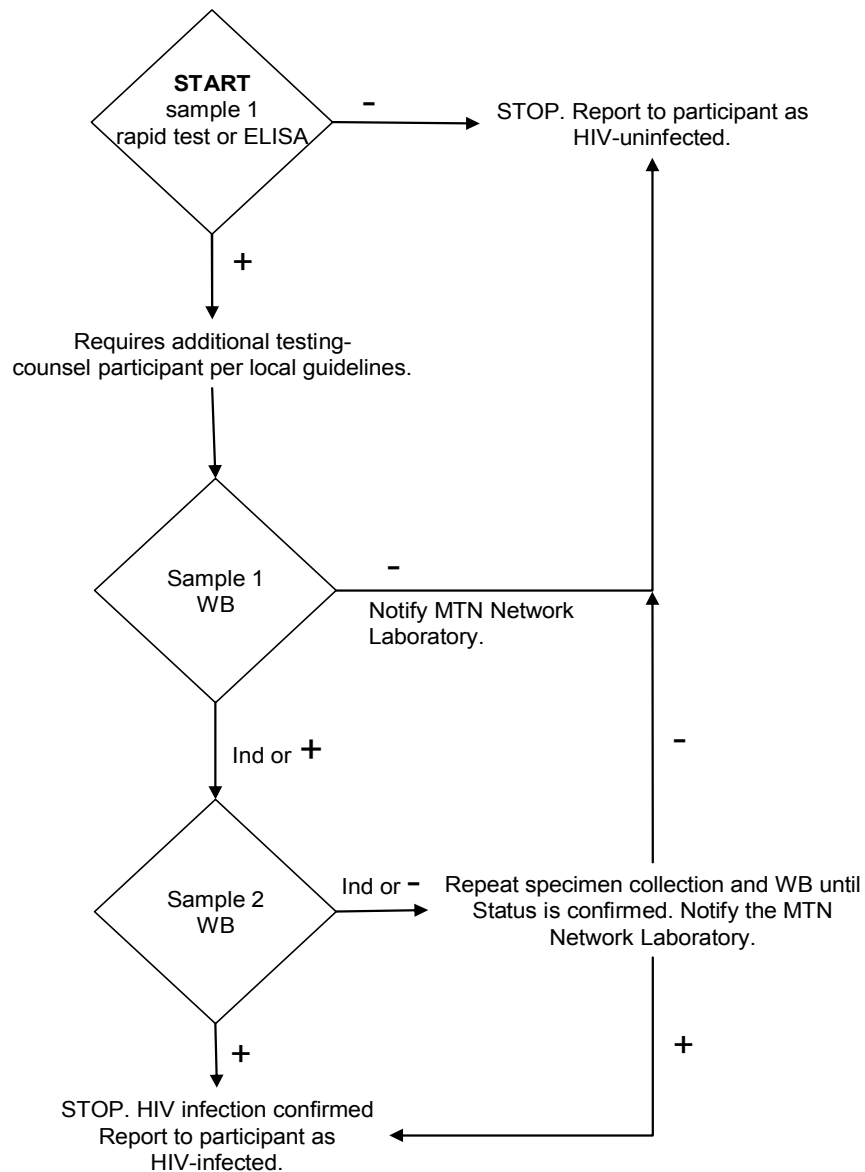 START
sample 1
rapid test or ELISA
-
STOP. Report to participant as
HIV-uninfected.
+
Requires additional testing-
counsel participant per local guidelines.
Sample 1
WB
-
Notify MTN Network
Laboratory.
Ind or +
-
Sample 2
WB
Ind or -
Repeat specimen collection and WB until
Status is confirmed. Notify the MTN
Network Laboratory.
+
+
STOP. HIV infection confirmed
Report to participant as
HIV-infected.